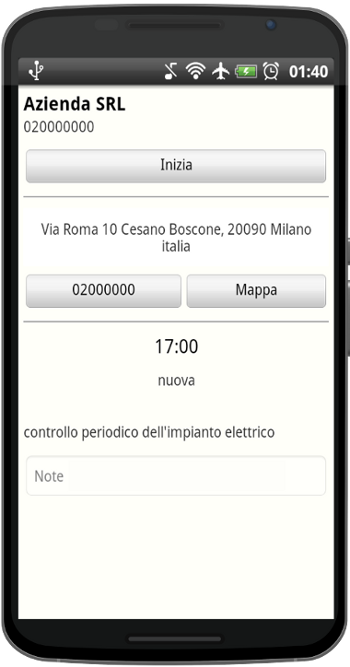 01:40
Azienda SRL
020000000
Inizia
Via Roma 10 Cesano Boscone, 20090 Milano
italia
02000000 Mappa
17:00
nuova
controllo periodico dell'impianto elettrico
Note